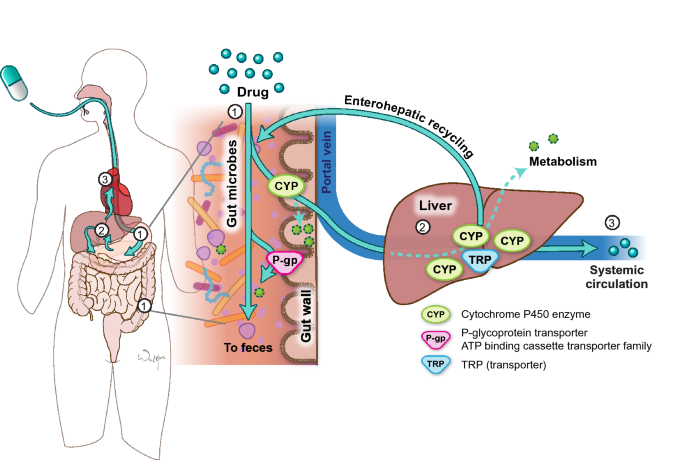 Drug
1
Enterohepatic recycling
Gut microbes
Portal vein
CYP
P-gp
Gut wall
To feces
Liver
2
CYP
CYP
CYP
TRP
Metabolism
3
Systemic
circulation
3
2
1
1
CYP Cytochrome P450 enzyme
P-gp P-glycoprotein transporter
ATP binding cassette transporter family
TRP TRP (transporter)